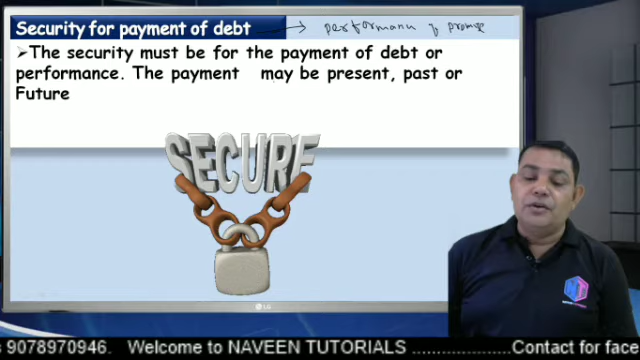 Security for payment of debt → performance of promise
➢The security must be for the payment of debt or
performance. The payment may be present, past or
Future
SECURE
LG
s 9078970946. Welcome to NAVEEN TUTORIALS ................ Contact for face